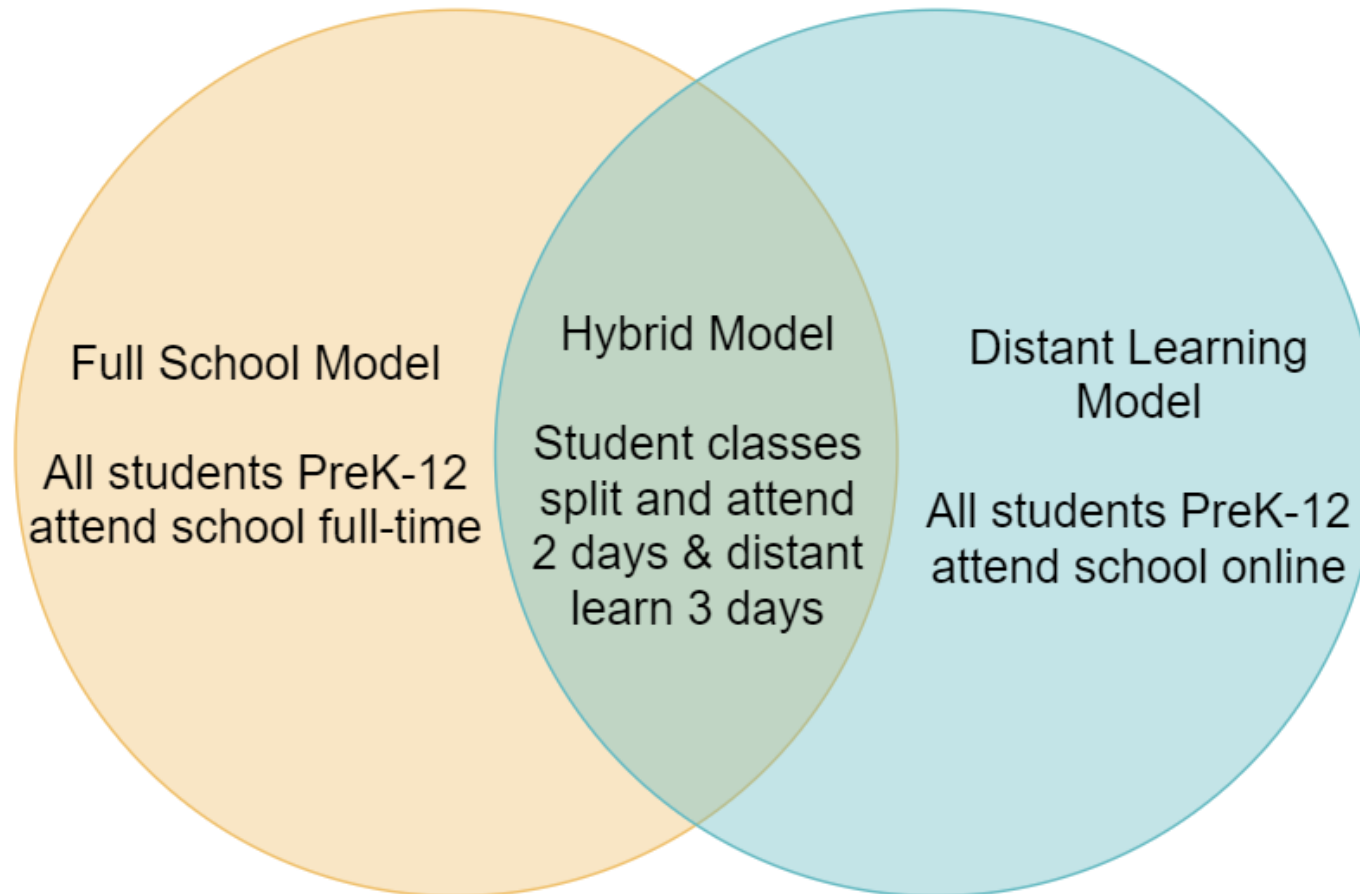 Full School Model
All students PreK-12
attend school full-time
Hybrid Model
Student classes
split and attend
2 days & distant
learn 3 days
Distant Learning
Model
All students PreK-12
attend school online